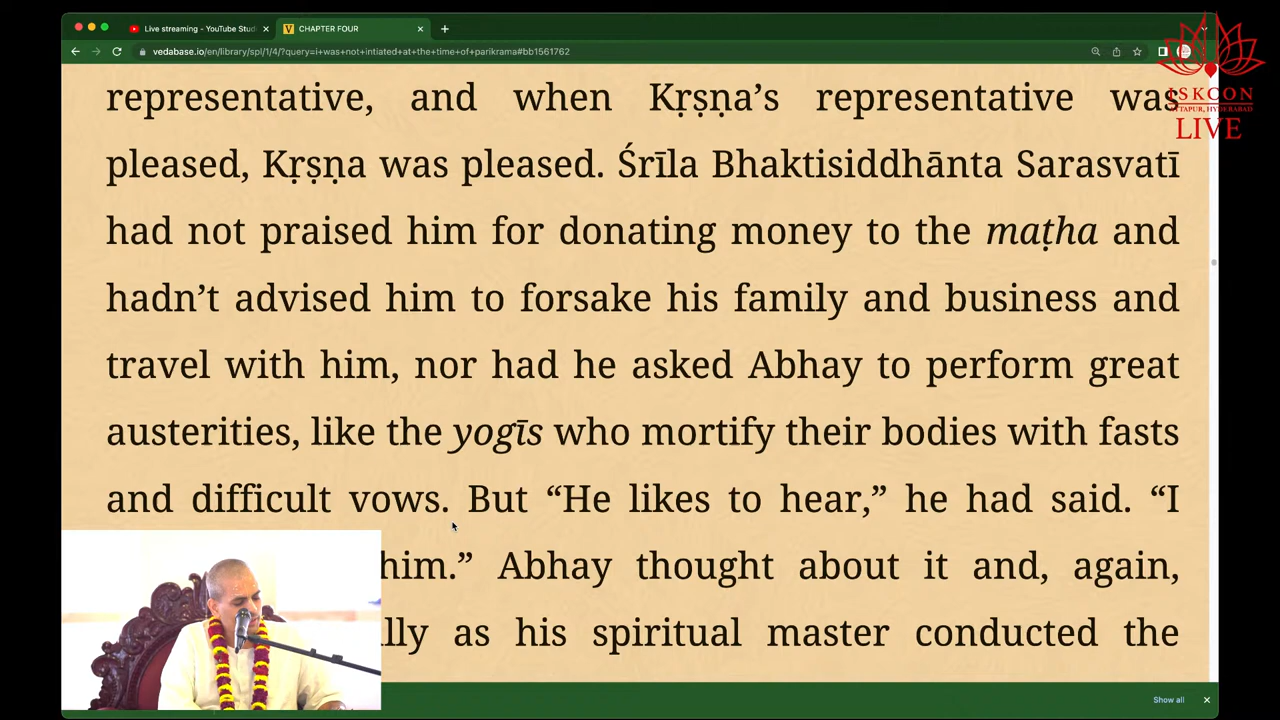 Live streaming - YouTube Stud
CHAPTER FOUR
vedabase.io/en/library/spl/1/4/?query=i+was+not+intiated+at+the+time+of+parikrama#bb1561762
representative, and when Kṛṣṇa’s representative was
pleased, Kṛṣṇa was pleased. Śrīla Bhaktisiddhānta Sarasvatī
had not praised him for donating money to the maṭha and
hadn’t advised him to forsake his family and business and
travel with him, nor had he asked Abhay to perform great
austerities, like the yogīs who mortify their bodies with fasts
and difficult vows. But “He likes to hear,” he had said. “I
him.” Abhay thought about it and, again,
lly as his spiritual master conducted the
Show all
ISKCON
HYDERABAD
LIVE